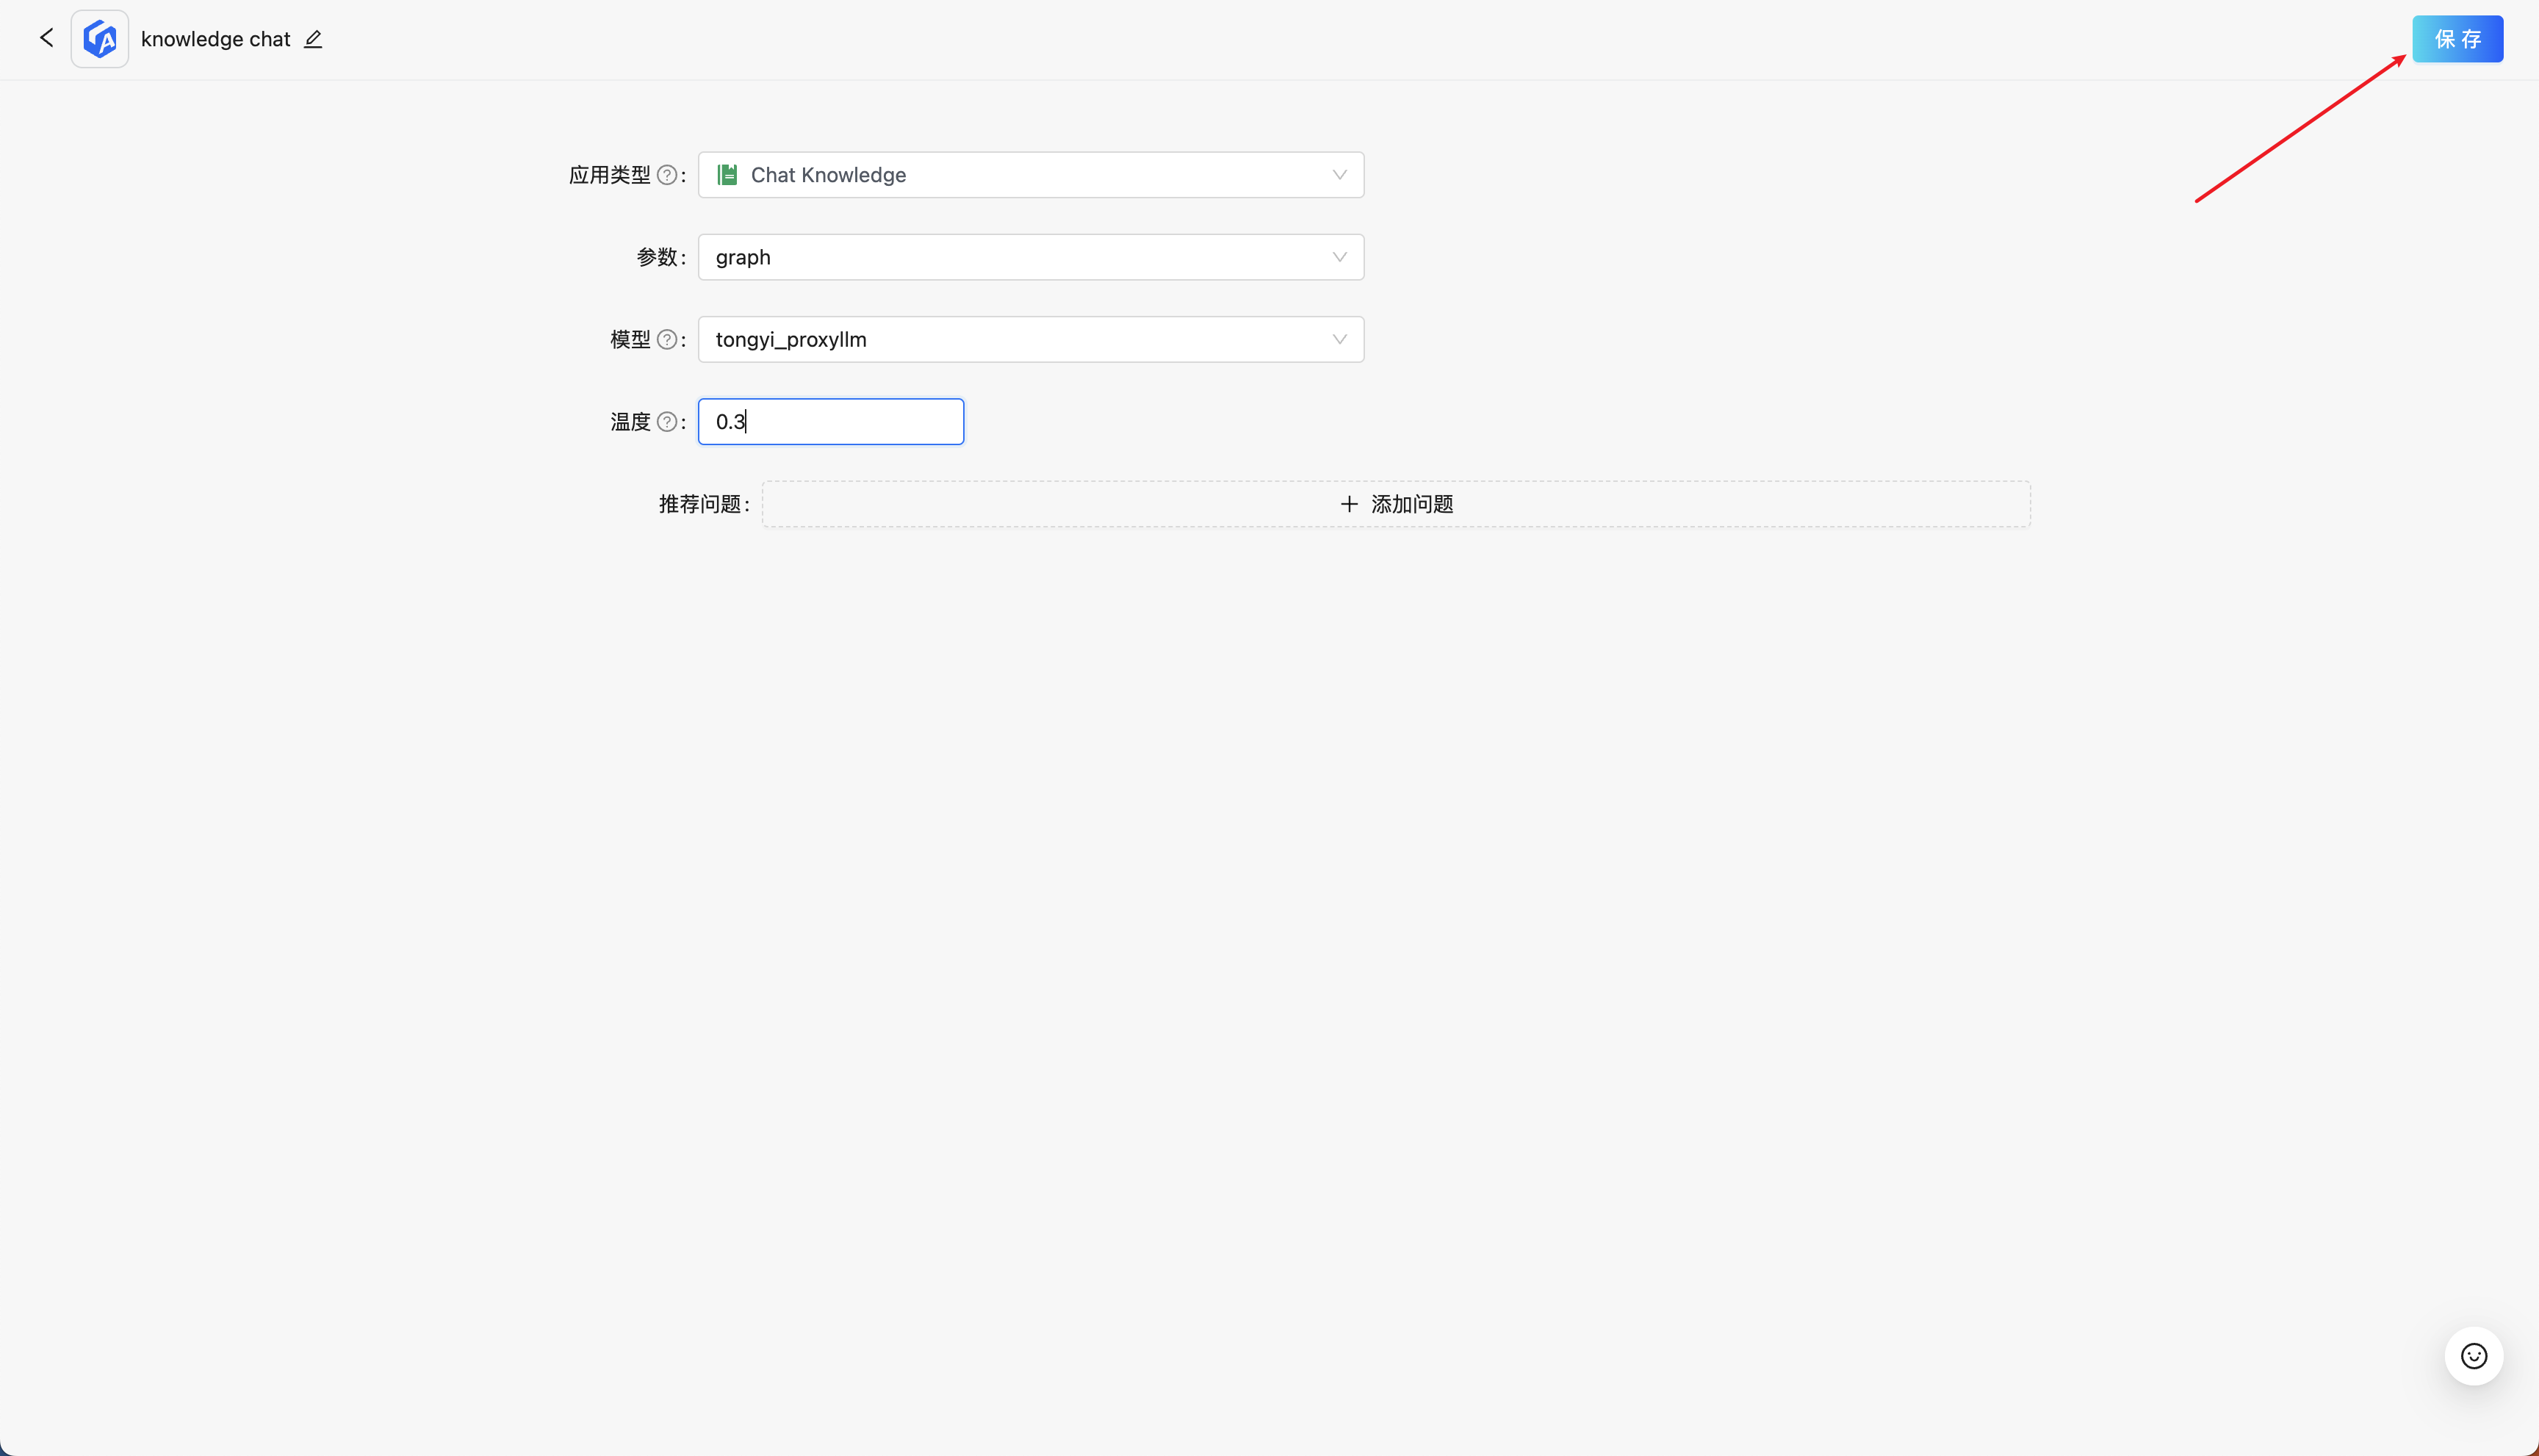 knowledge chat
保 存
应用类型 ? : Chat Knowledge
参数 : graph
模型 ? : tongyi_proxyllm
温度 ? : 0.3
推荐问题 : + 添加问题